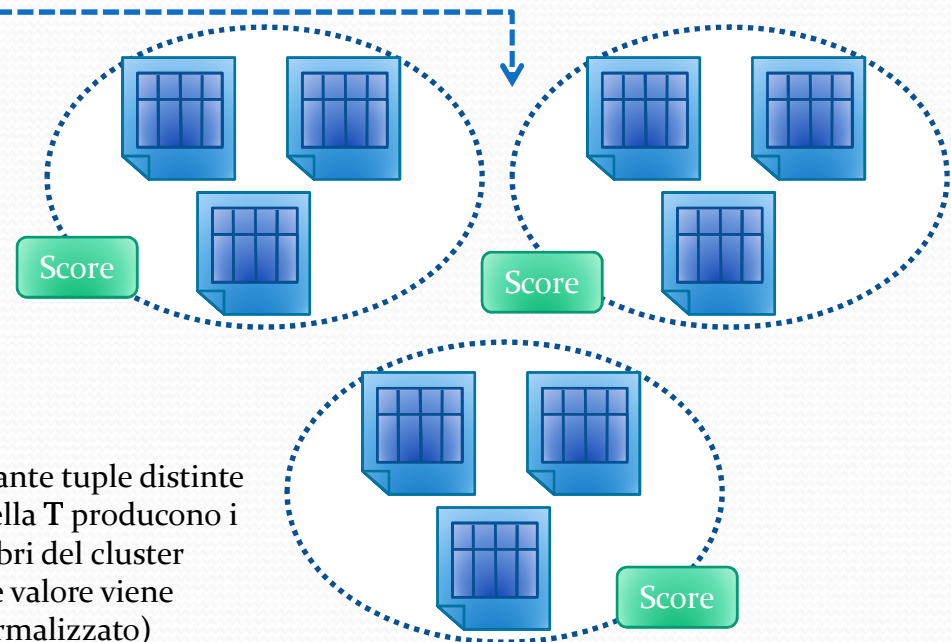 Score
Score
ante tuple distinte
ella T producono i
bri del cluster
e valore viene
rmalizzato)
Score